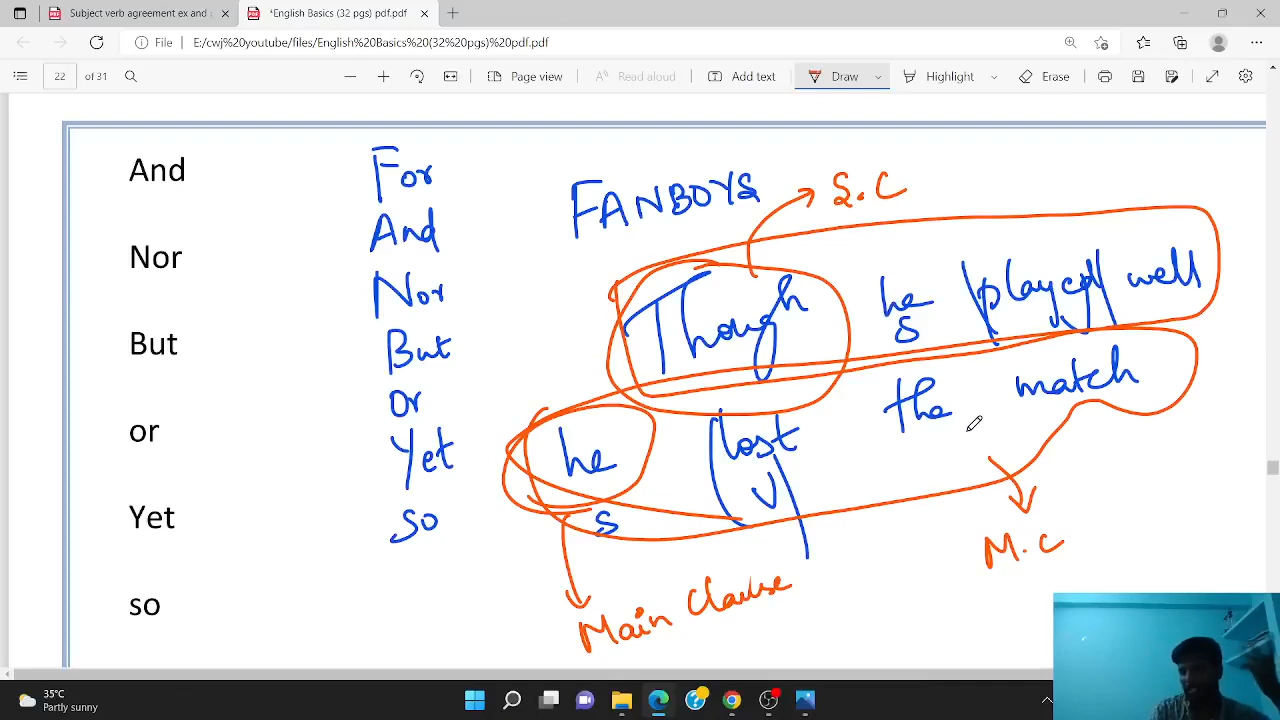 Subject verb agreement ex and
*English Basics (32 pgs) pdf.pdf
File E:/cwj%20youtube/files/English%20Basics%20(32%20pgs)%20pdf.pdf
22 of 31 Page view Read aloud Add text Draw Highlight Erase
And
Nor
But
or
Yet
so
For
And
Nor
But
or
Yet
so
FANBOYS
S.C
Though he played well
S V
he lost the match
S V
Main Clause
M.C
35°C
Partly sunny